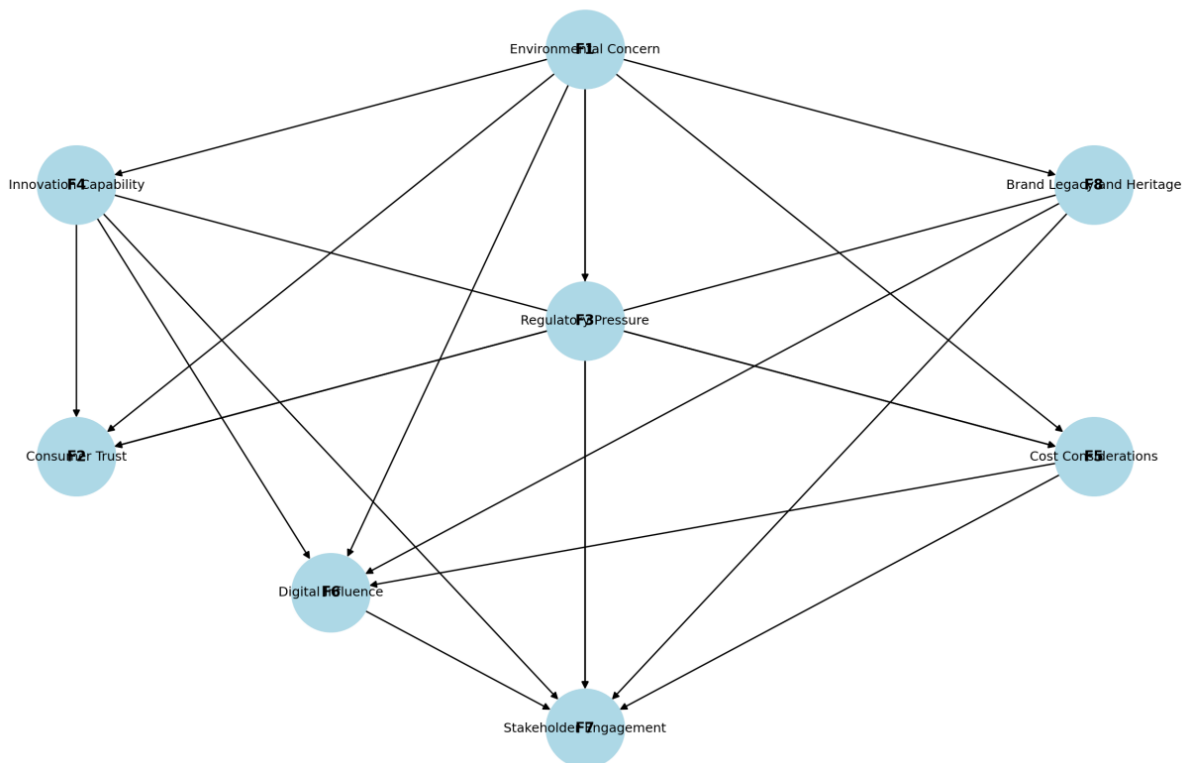 Environmental Concern
F1
Innovation Capability
F4
Brand Legacy and Heritage
F8
Regulatory Pressure
F3
Consumer Trust
F2
Cost Considerations
F5
Digital Influence
F6
Stakeholder Engagement
F7